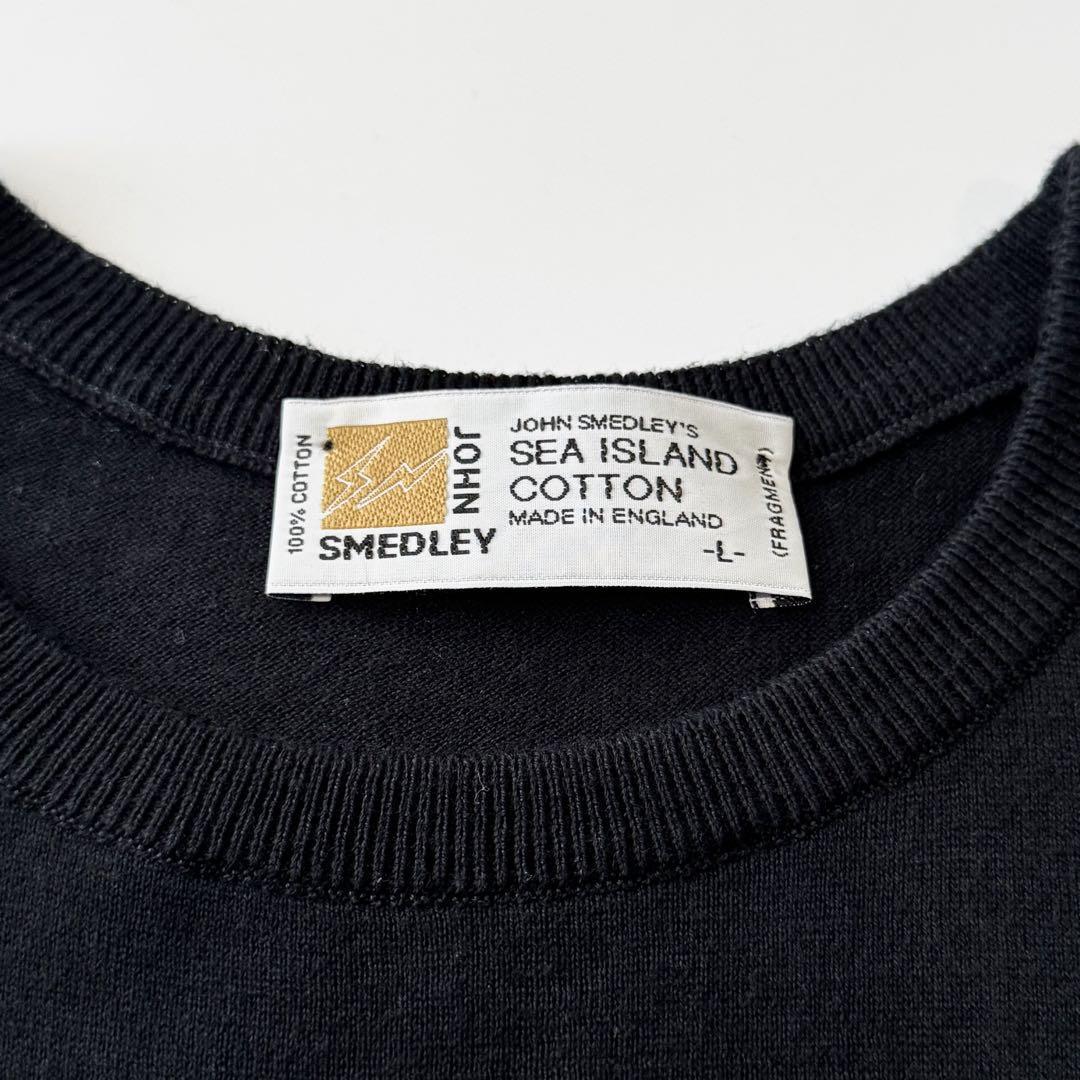 100% COTTON
JOHN
SMEDLEY
JOHN SMEDLEY'S
SEA ISLAND
COTTON
MADE IN ENGLAND
-L-
(FRAGMENT)